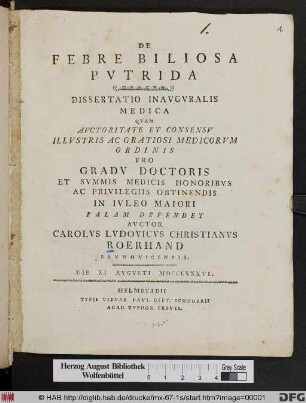 1.
1
DE
FEBRE BILIOSA
PVTRIDA
DISSERTATIO INAVGVRALIS
MEDICA
QVAM
AVCTORITATE ET CONSENSV
ILLVSTRIS AC GRATIOSI MEDICORVM
ORDINIS
PRO
GRADV DOCTORIS
ET SVMMIS MEDICIS HONORIBVS
AC PRIVILEGIIS OBTINENDIS
IN IVLEO MAIORI
PALAM DEFENDET
AVCTOR
CAROLVS LVDOVICVS CHRISTIANVS
ROERHAND
BRVNOVICENSIS.
DIE XI AVGVSTI MDCCLXXXVI.
HELMSTADII
TYPIS VIDVAE PAVL. DIET. SCHNORRII
ACAD. TYPOGR.
Herzog August Bibliothek
Wolfenbüttel
0 1 2 3 4
Gray Scale
© HAB http://diglib.hab.de/drucke/mx-67-1s/start.htm?image=00001